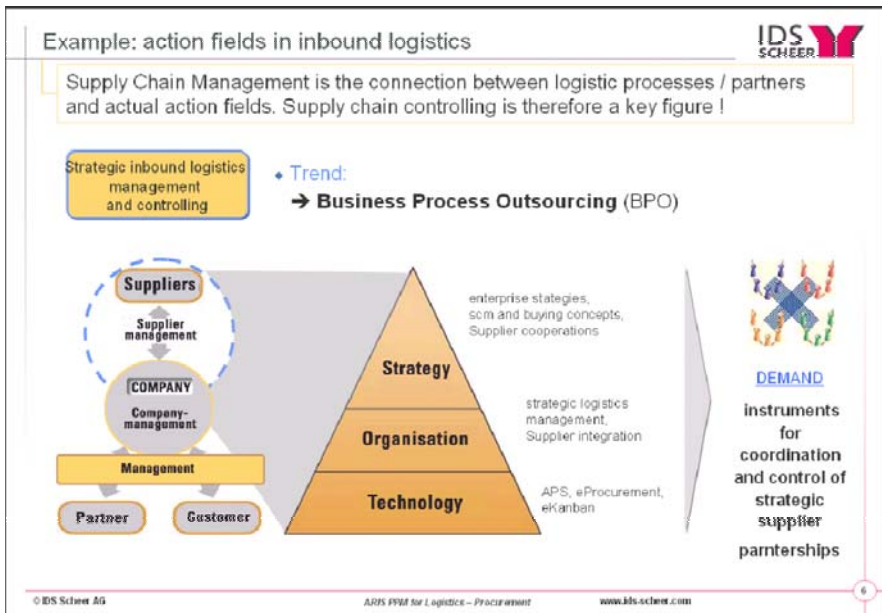 Example: action fields in inbound logistics
IDS
SCHEER
Supply Chain Management is the connection between logistic processes / partners
and actual action fields. Supply chain controlling is therefore a key figure !
Strategic inbound logistics
management
and controlling
Trend:
→ Business Process Outsourcing (BPO)
Suppliers
Supplier
management
COMPANY
Company-
management
Management
Partner
Customer
Strategy
Organisation
Technology
enterprise stategies,
scm and buying concepts,
Supplier cooperations
strategic logistics
management,
Supplier integration
APS, eProcurement,
eKanban
DEMAND
instruments
for
coordination
and control of
strategic
supplier
parnterships
© IDS Scheer AG
ARIS PPM for Logistics – Procurement
www.ids-scheer.com
6